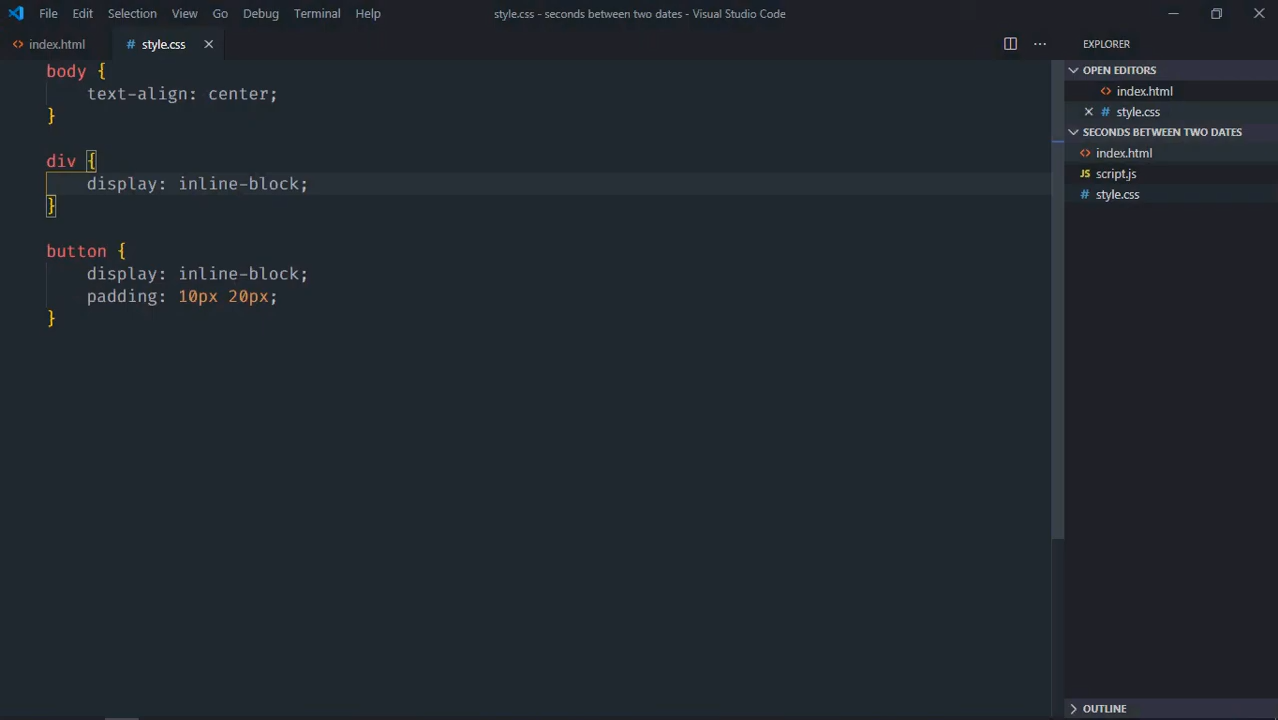 File Edit Selection View Go Debug Terminal Help
style.css - seconds between two dates - Visual Studio Code
<> index.html
# style.css
body {
text-align: center;
}
div {
display: inline-block;
}
button {
display: inline-block;
padding: 10px 20px;
}
EXPLORER
OPEN EDITORS
<> index.html
# style.css
SECONDS BETWEEN TWO DATES
<> index.html
JS script.js
# style.css
OUTLINE